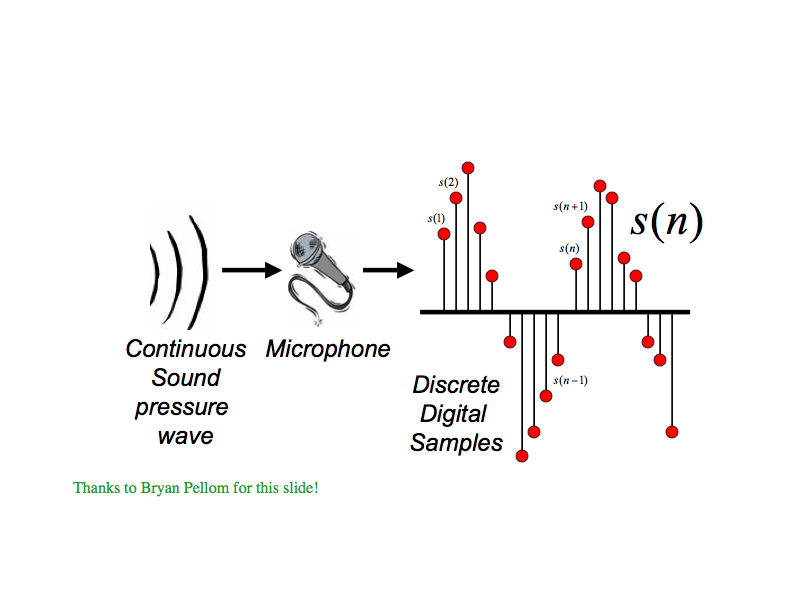 s(2)
s(1)
s(n+1)
s(n)
s(n)
s(n−1)
Continuous
Sound
pressure
wave
Microphone
Discrete
Digital
Samples
Thanks to Bryan Pellom for this slide!